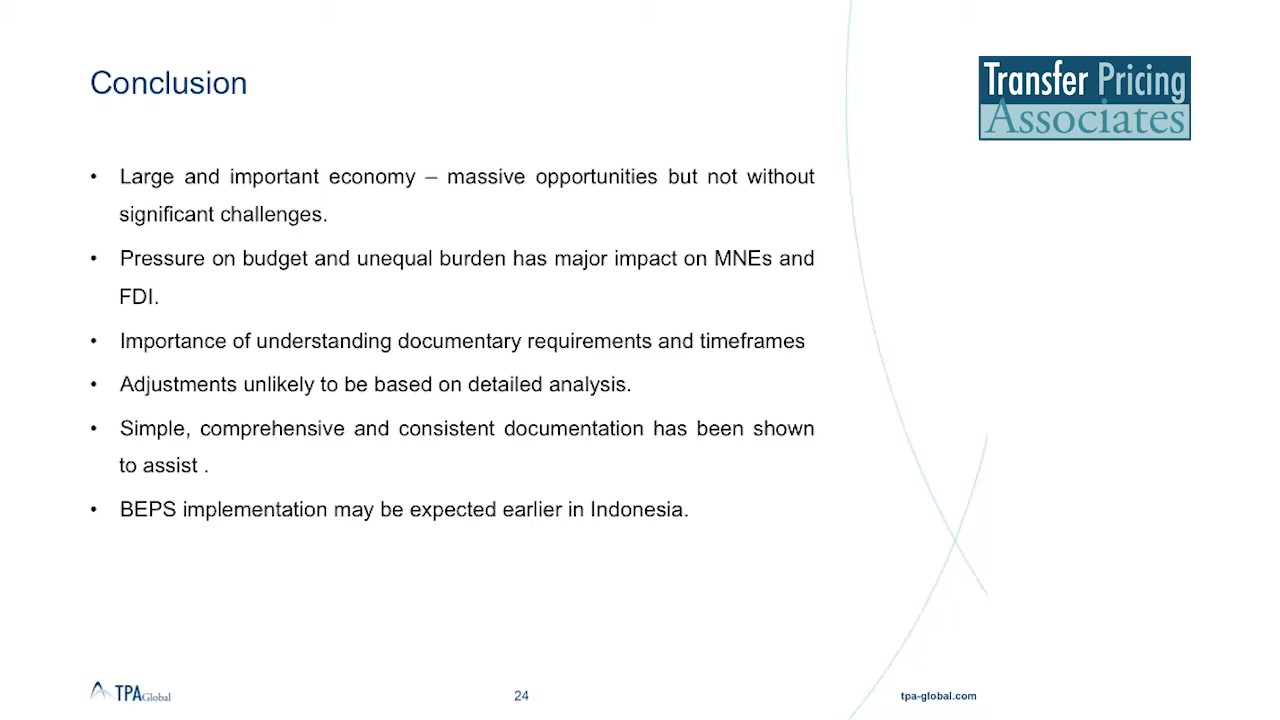 Conclusion
Transfer Pricing
Associates
• Large and important economy – massive opportunities but not without
significant challenges.
• Pressure on budget and unequal burden has major impact on MNEs and
FDI.
• Importance of understanding documentary requirements and timeframes
• Adjustments unlikely to be based on detailed analysis.
• Simple, comprehensive and consistent documentation has been shown
to assist .
• BEPS implementation may be expected earlier in Indonesia.
TPA Global
24
tpa-global.com